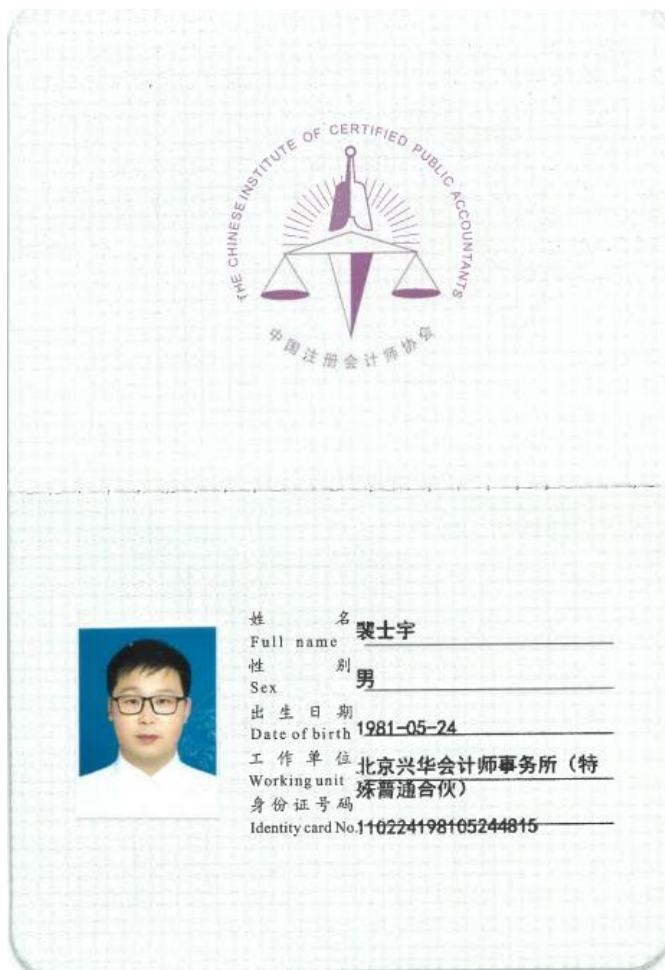 THE CHINESE INSTITUTE OF CERTIFIED PUBLIC ACCOUNTANTS
中国注册会计师协会
姓名 裴士宇
Full name
性别 男
Sex
出生日期
Date of birth 1981-05-24
工作单位 北京兴华会计师事务所（特
Working unit 殊普通合伙）
身份证号码
Identity card No. 110224198105244815